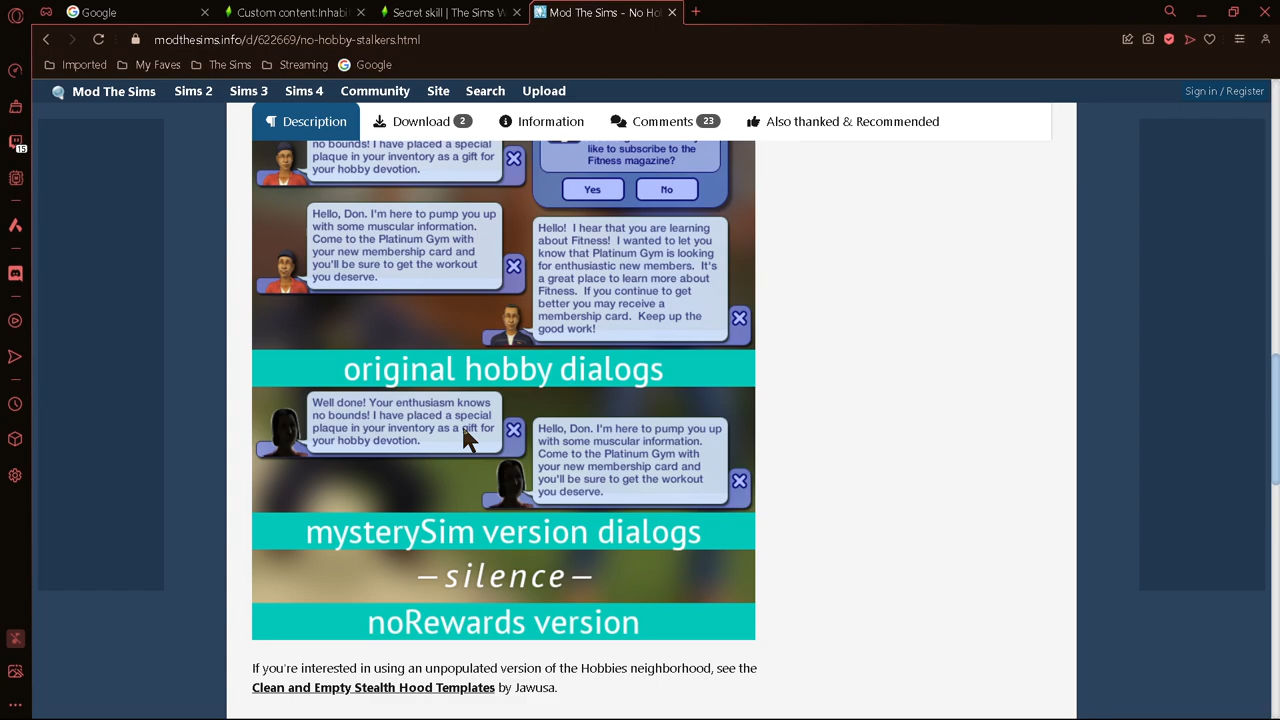 Google
Custom content:Inhabi
Secret skill | The Sims W
Mod The Sims - No Ho
modthesims.info/d/622669/no-hobby-stalkers.html
Imported
My Faves
The Sims
Streaming
Google
Mod The Sims
Sims 2
Sims 3
Sims 4
Community
Site
Search
Upload
Sign in / Register
15
Description
Download 2
Information
Comments 23
Also thanked & Recommended
no bounds! I have placed a special
plaque in your inventory as a gift for
your hobby devotion.
like to subscribe to the
Fitness magazine?
Yes
No
Hello, Don. I'm here to pump you up
with some muscular information.
Come to the Platinum Gym with
your new membership card and
you'll be sure to get the workout
you deserve.
Hello! I hear that you are learning
about Fitness! I wanted to let you
know that Platinum Gym is looking
for enthusiastic new members. It's
a great place to learn more about
Fitness. If you continue to get
better you may receive a
membership card. Keep up the
good work!
original hobby dialogs
Well done! Your enthusiasm knows
no bounds! I have placed a special
plaque in your inventory as a gift for
your hobby devotion.
Hello, Don. I'm here to pump you up
with some muscular information.
Come to the Platinum Gym with
your new membership card and
you'll be sure to get the workout
you deserve.
mysterySim version dialogs
—silence—
noRewards version
If you're interested in using an unpopulated version of the Hobbies neighborhood, see the
Clean and Empty Stealth Hood Templates by Jawusa.